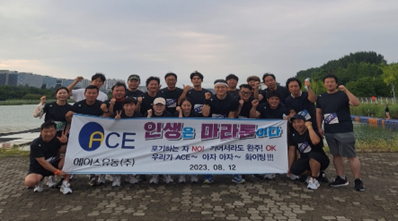 ACE 인생은 마라톤이다
에이스유통(주)
포기하는 자 NO! 기어서라도 완주! OK
우리가 ACE~ 아자 아자~ 화이팅!!!
2023. 08. 12